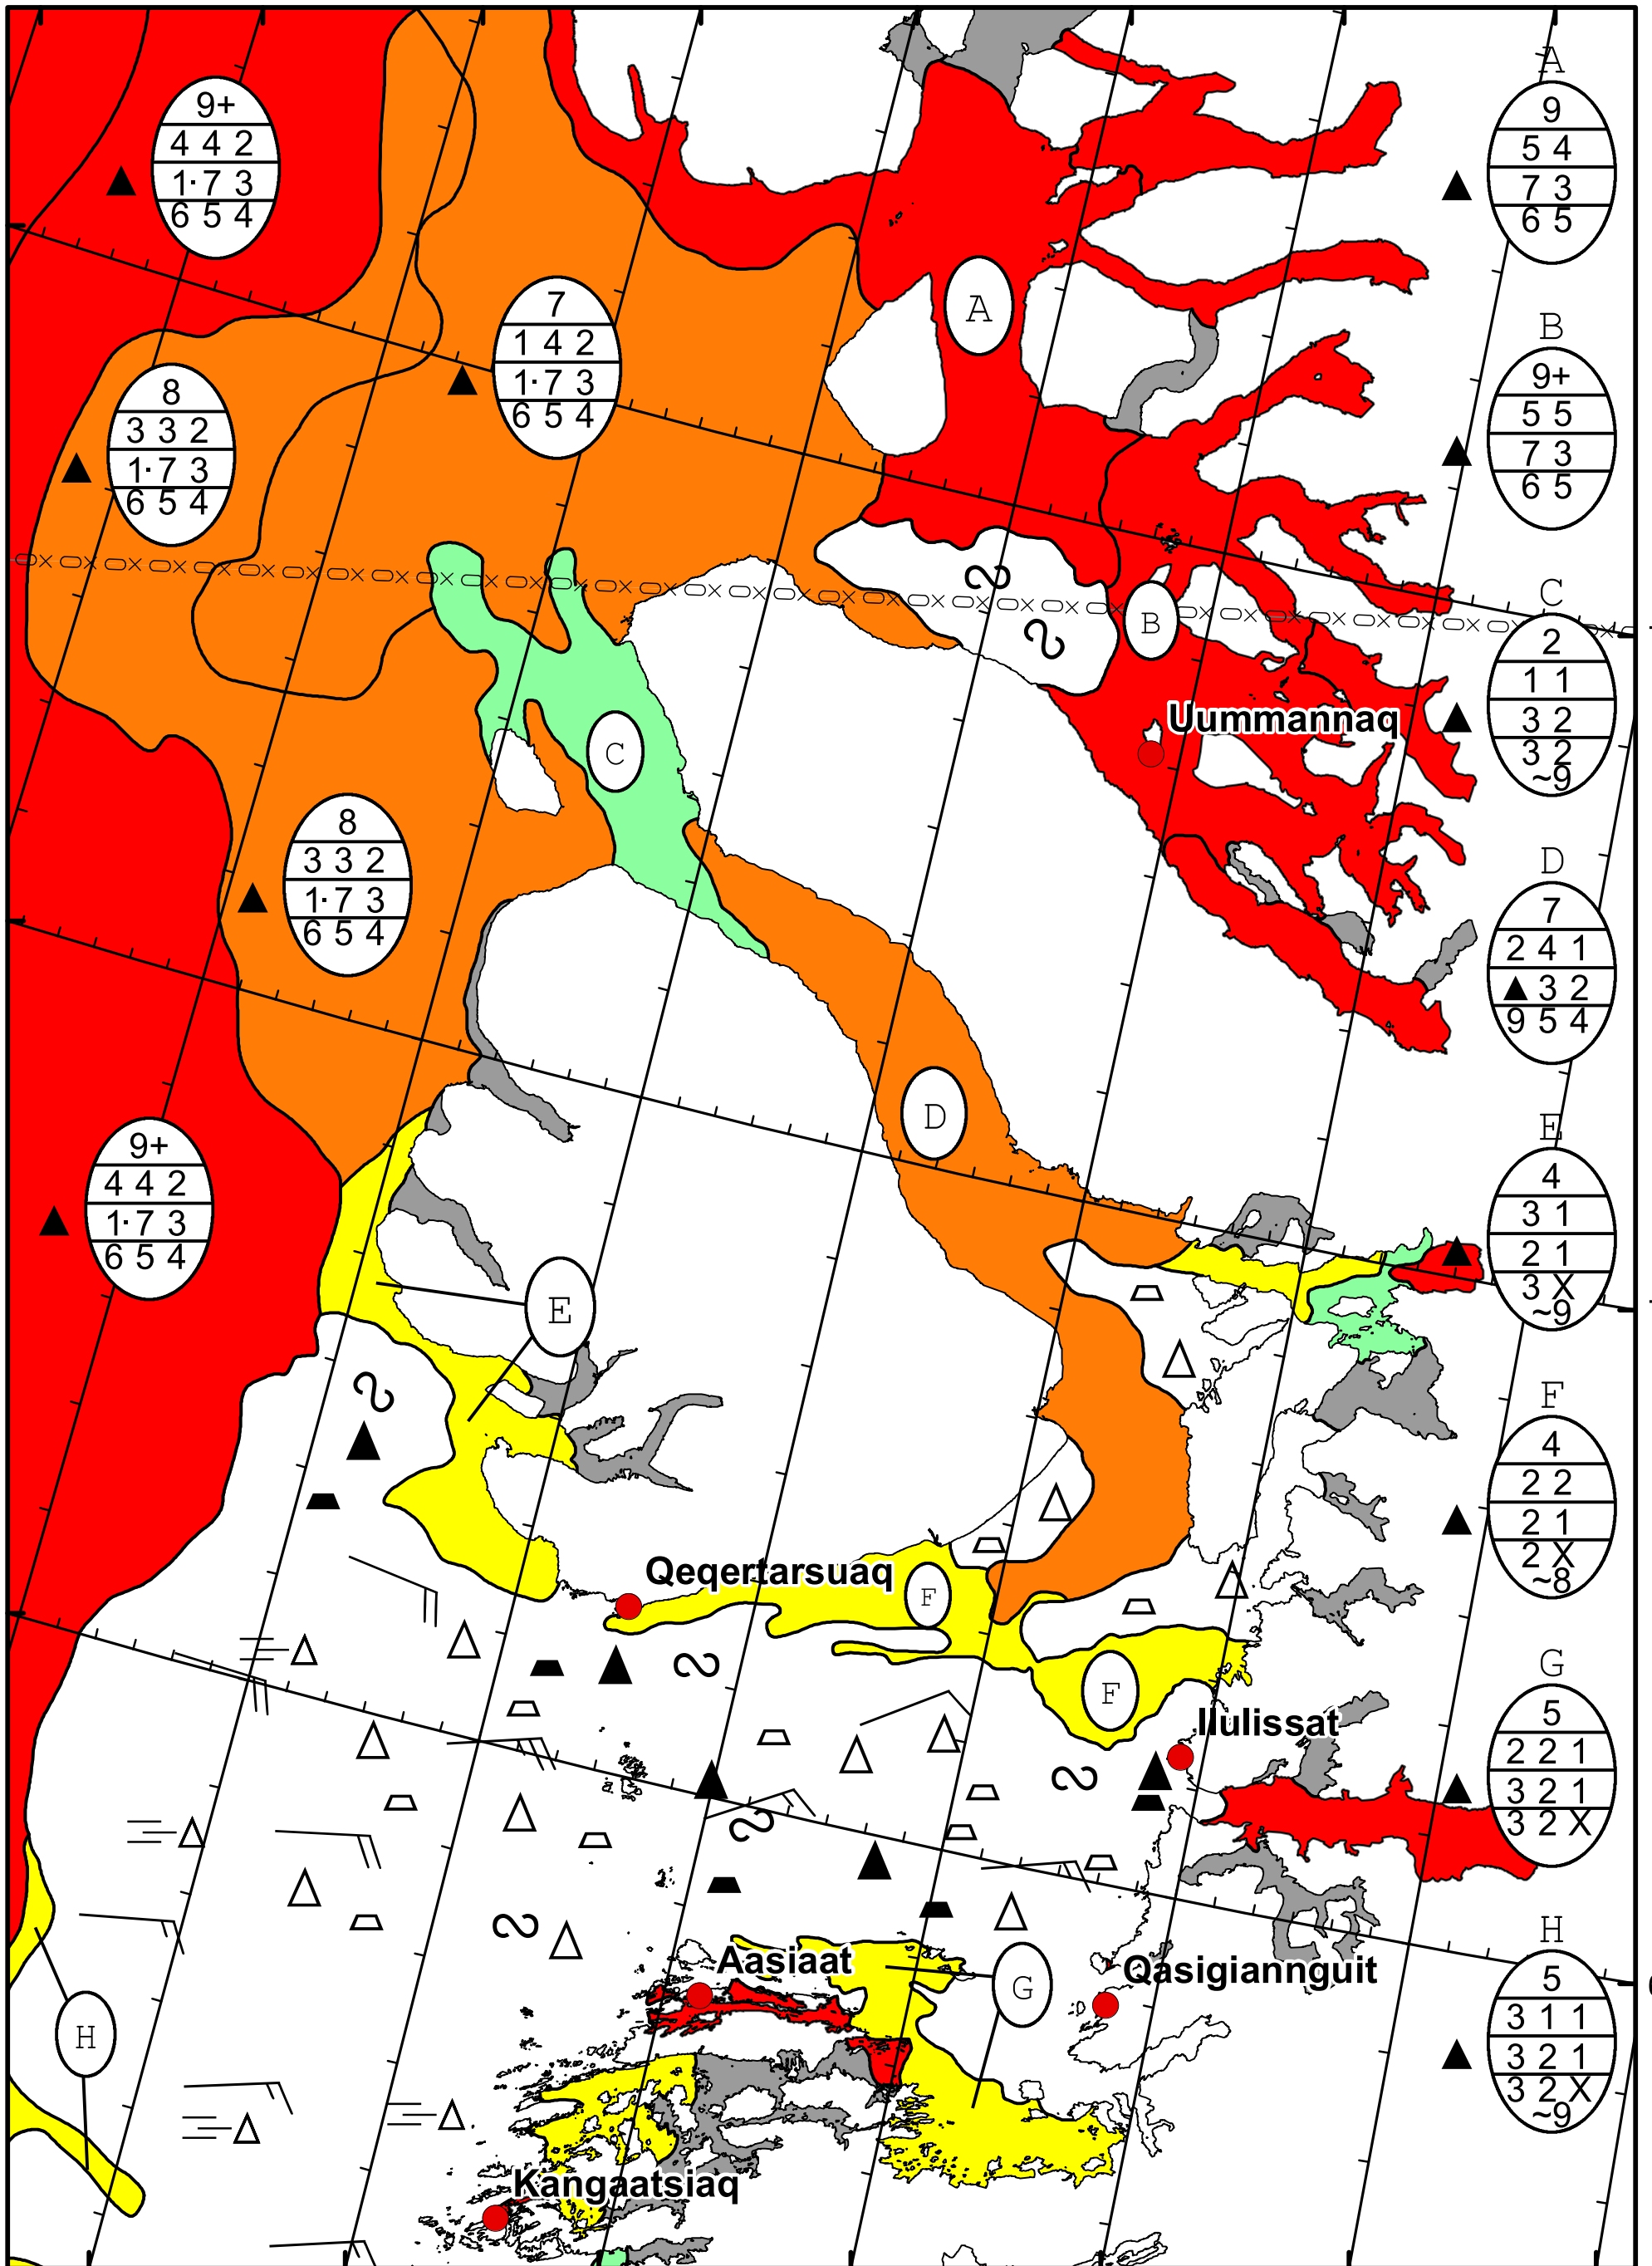 9+
4 4 2
1· 7 3
6 5 4
8
3 3 2
1· 7 3
6 5 4
7
1 4 2
1· 7 3
6 5 4
8
3 3 2
1· 7 3
6 5 4
9+
4 4 2
1· 7 3
6 5 4
A
B
C
D
E
F
F
G
H
Uummannaq
Qeqertarsuaq
Ilulissat
Aasiaat
Qasigiannguit
Kangaatsiaq
A
9
5 4
7 3
6 5
B
9+
5 5
7 3
6 5
C
2
1 1
3 2
3 2
~9
D
7
2 4 1
▲ 3 2
9 5 4
E
4
3 1
2 1
3 X
~9
F
4
2 2
2 1
2 X
~8
G
5
2 2 1
3 2 1
3 2 X
H
5
3 1 1
3 2 1
3 2 X
~9